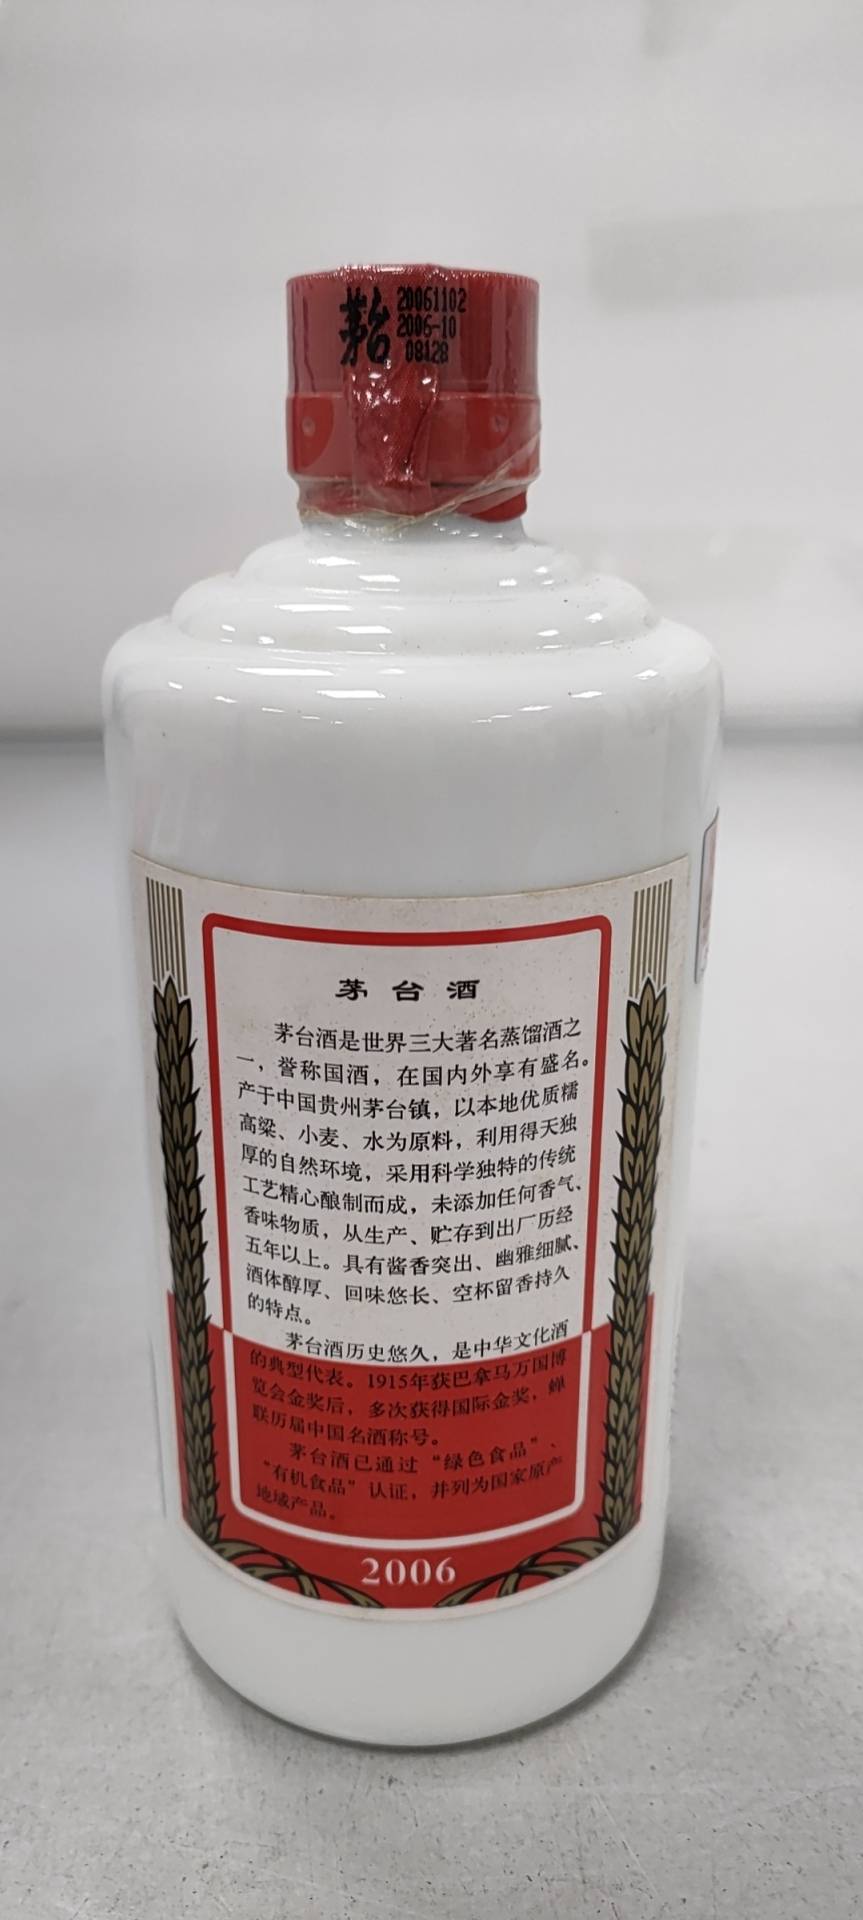 茅台
20061102
2006-10
08128
茅台酒
茅台酒是世界三大著名蒸馏酒之
一，誉称国酒，在国内外享有盛名。
产于中国贵州茅台镇，以本地优质糯
高粱、小麦、水为原料，利用得天独
厚的自然环境，采用科学独特的传统
工艺精心酿制而成，未添加任何香气、
香味物质，从生产、贮存到出厂历经
五年以上。具有酱香突出、幽雅细腻、
酒体醇厚、回味悠长、空杯留香持久
的特点。
茅台酒历史悠久，是中华文化酒
的典型代表。1915年获巴拿马万国博
览会金奖后，多次获得国际金奖，蝉
联历届中国名酒称号。
茅台酒已通过“绿色食品”、
“有机食品”认证，并列为国家原产
地域产品。
2006